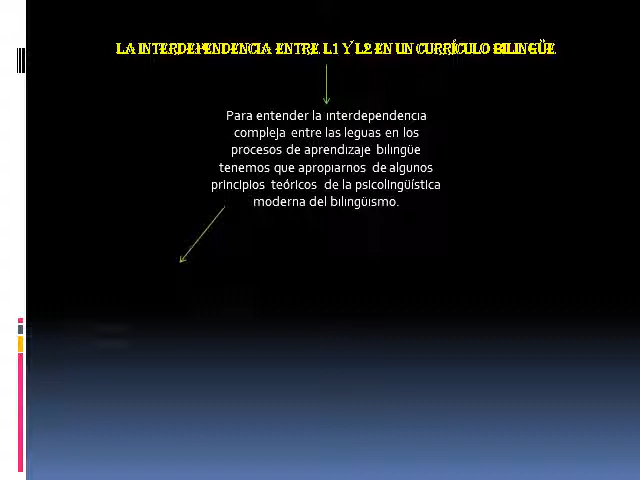 LA INTERDEPENDENCIA ENTRE L1 Y L2 EN UN CURRÍCULO BILINGÜE
Para entender la interdependencia
compleja entre las leguas en los
procesos de aprendizaje bilingüe
tenemos que apropiarnos de algunos
principios teóricos de la psicolingüística
moderna del bilingüismo.